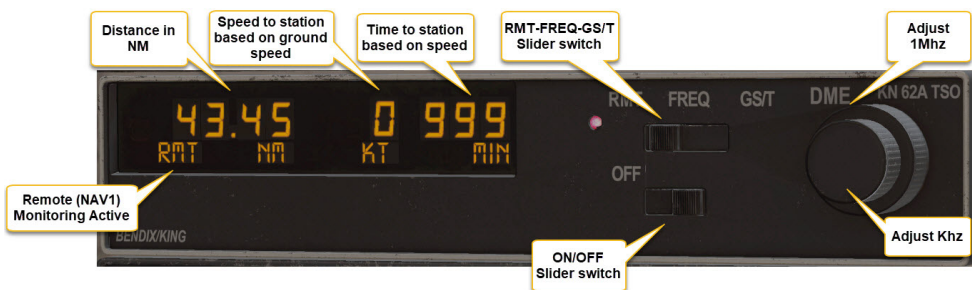 Distance in
NM
Speed to station
based on ground
speed
Time to station
based on speed
RMT-FREQ-GS/T
Slider switch
Adjust
1Mhz
RMT FREQ GS/T DME KN 62A TSO
43.45 0 999
RMT NM KT MIN
OFF
Remote (NAV1)
Monitoring Active
BENDIX/KING
ON/OFF
Slider switch
Adjust Khz